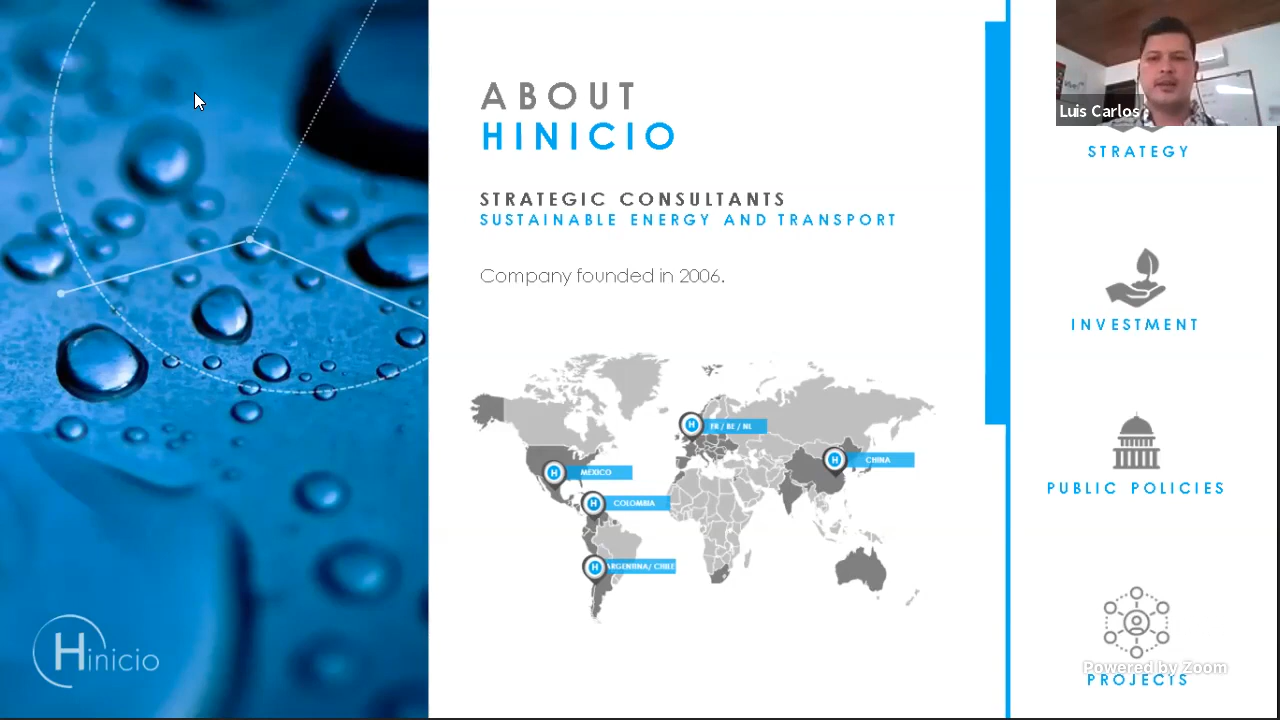 ABOUT
HINICIO
STRATEGIC CONSULTANTS
SUSTAINABLE ENERGY AND TRANSPORT
Company founded in 2006.
H FR / BE / NL
H CHINA
H MEXICO
H COLOMBIA
H ARGENTINA/ CHILE
Hinicio
Luis Carlos
STRATEGY
INVESTMENT
PUBLIC POLICIES
Powered by Zoom
PROJECTS